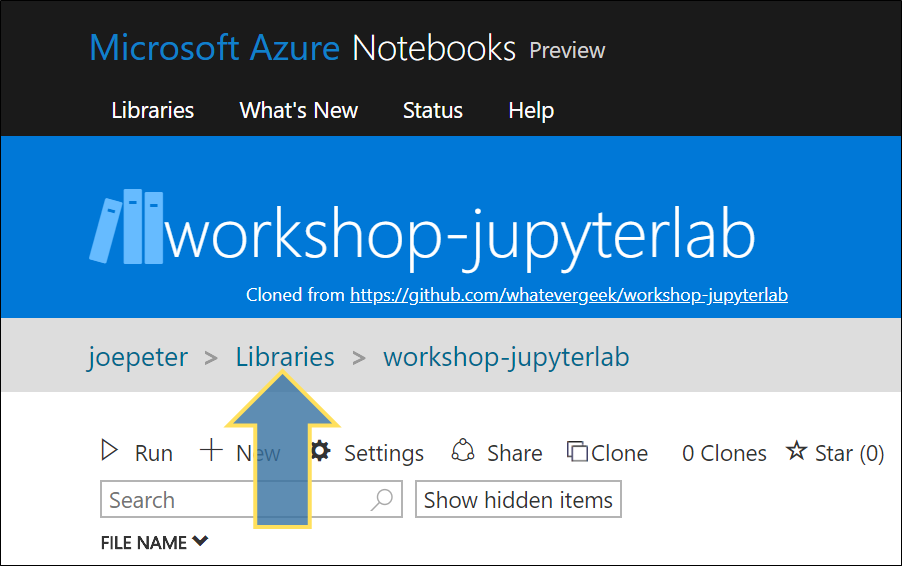 Microsoft Azure Notebooks Preview
Libraries What's New Status Help
workshop-jupyterlab
Cloned from https://github.com/whatevergeek/workshop-jupyterlab
joepeter > Libraries > workshop-jupyterlab
Run New Settings Share Clone 0 Clones Star (0)
Search Show hidden items
FILE NAME